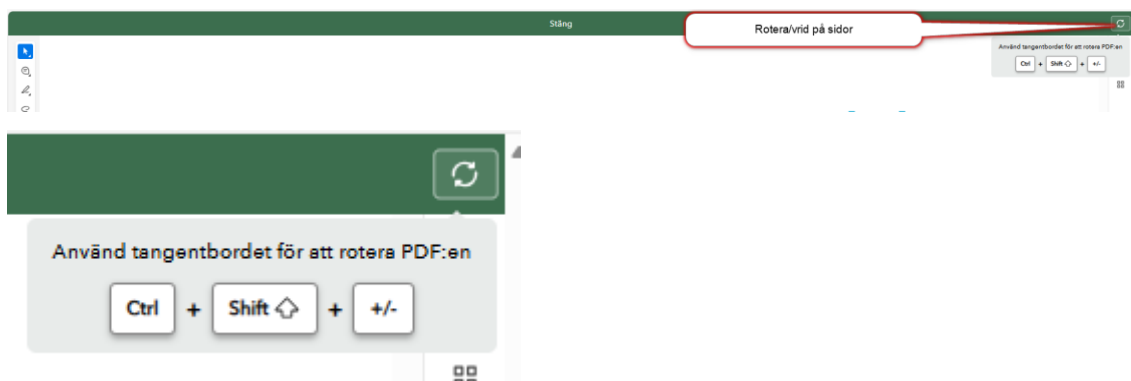 Stäng
Rotera/vrid på sidor
Använd tangentbordet för att rotera PDF:en
Ctrl + Shift + +/-
Använd tangentbordet för att rotera PDF:en
Ctrl + Shift + +/-